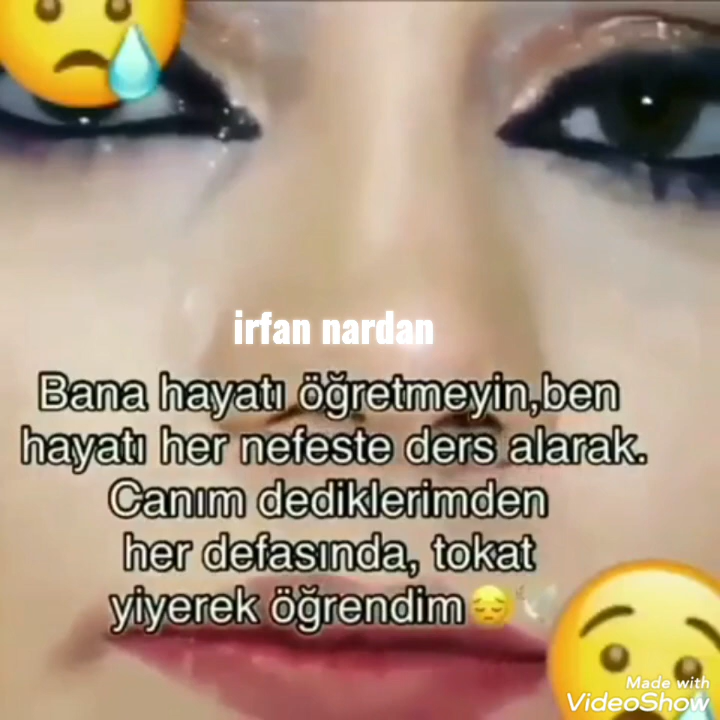 irfan nardan
Bana hayatı öğretmeyin,ben
hayatı her nefeste ders alarak.
Canım dediklerimden
her defasında, tokat
yiyerek öğrendim😔🕊️
Made with
VideoShow